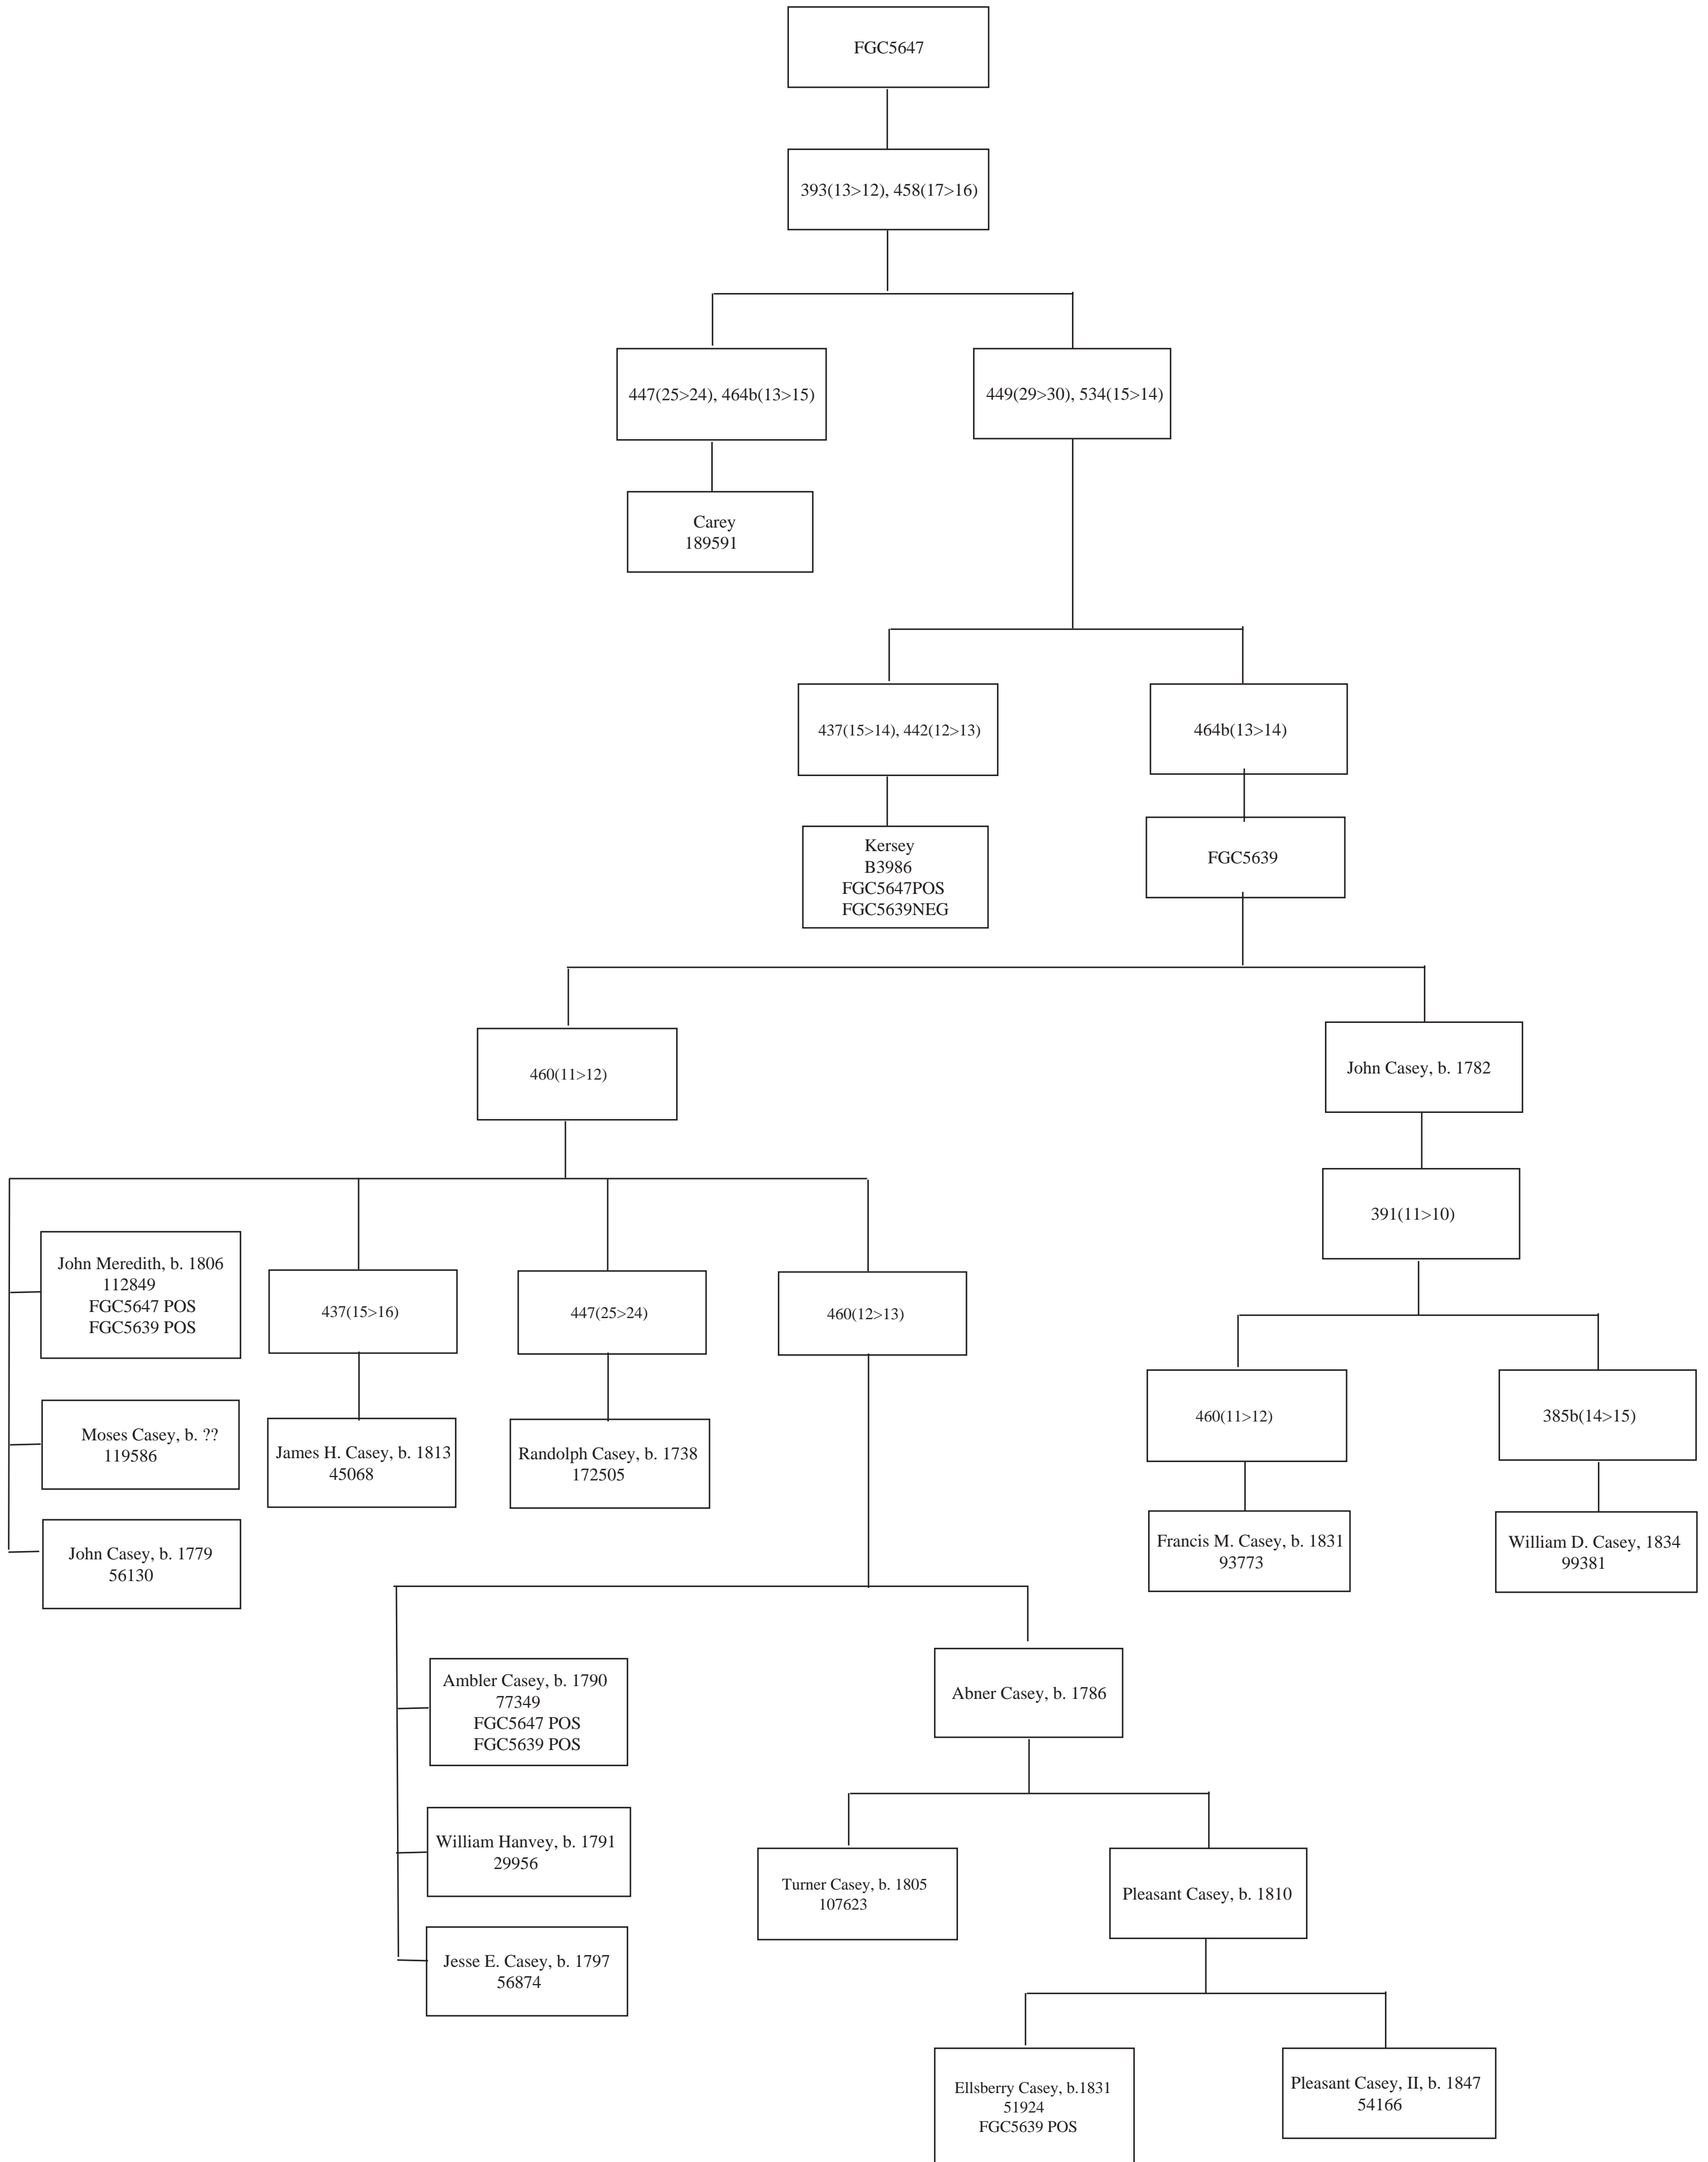 FGC5647
393(13>12), 458(17>16)
447(25>24), 464b(13>15)
449(29>30), 534(15>14)
Carey
189591
437(15>14), 442(12>13)
464b(13>14)
Kersey
B3986
FGC5647POS
FGC5639NEG
FGC5639
460(11>12)
John Casey, b. 1782
391(11>10)
John Meredith, b. 1806
112849
FGC5647 POS
FGC5639 POS
437(15>16)
447(25>24)
460(12>13)
Moses Casey, b. ??
119586
James H. Casey, b. 1813
45068
Randolph Casey, b. 1738
172505
460(11>12)
385b(14>15)
John Casey, b. 1779
56130
Francis M. Casey, b. 1831
93773
William D. Casey, 1834
99381
Ambler Casey, b. 1790
77349
FGC5647 POS
FGC5639 POS
Abner Casey, b. 1786
William Hanvey, b. 1791
29956
Turner Casey, b. 1805
107623
Pleasant Casey, b. 1810
Jesse E. Casey, b. 1797
56874
Ellsberry Casey, b.1831
51924
FGC5639 POS
Pleasant Casey, II, b. 1847
54166